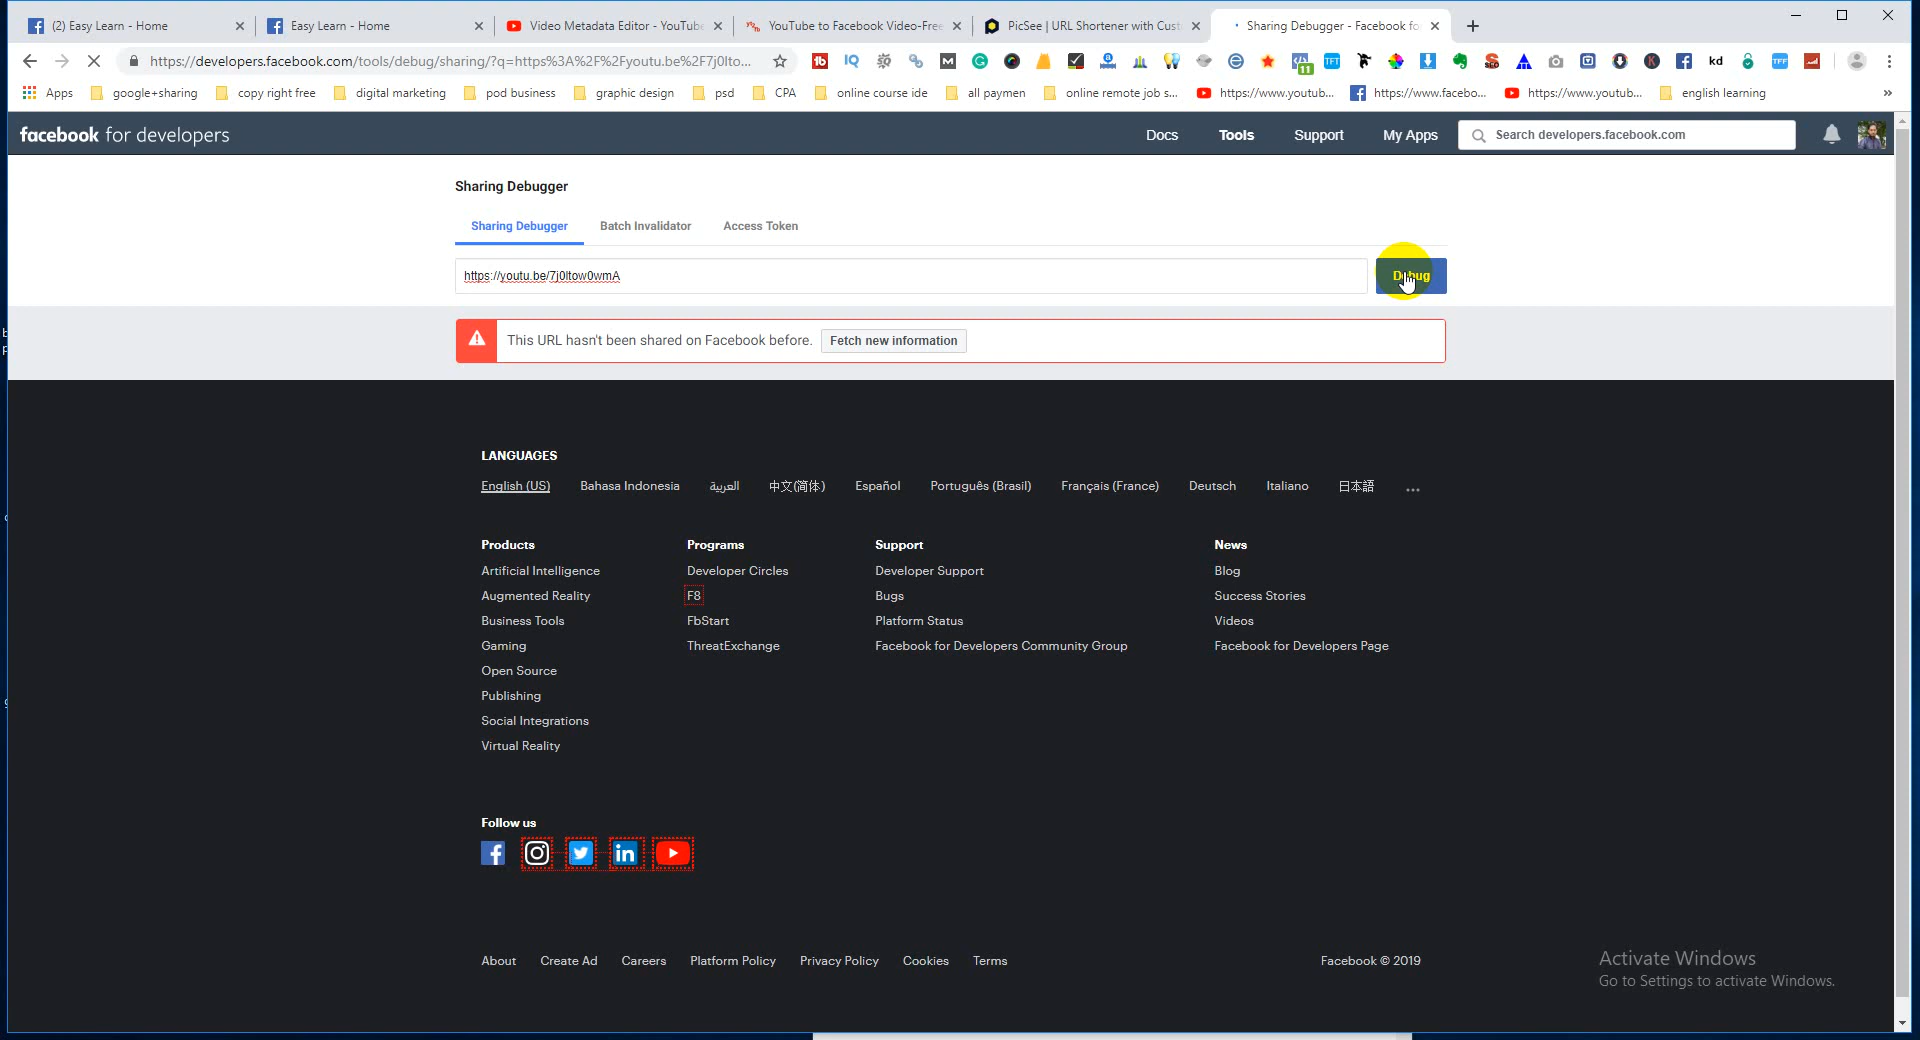 (2) Easy Learn - Home
Easy Learn - Home
Video Metadata Editor - YouTube
YouTube to Facebook Video-Free
PicSee | URL Shortener with Cust
Sharing Debugger - Facebook fo
https://developers.facebook.com/tools/debug/sharing/?q=https%3A%2F%2Fyoutu.be%2F7j0Ito...
Apps
google+sharing
copy right free
digital marketing
pod business
graphic design
psd
CPA
online course ide
all paymen
online remote job s...
https://www.youtub...
https://www.facebo...
https://www.youtub...
english learning
»
facebook for developers
Docs
Tools
Support
My Apps
Search developers.facebook.com
Sharing Debugger
Sharing Debugger
Batch Invalidator
Access Token
https://youtu.be/7j0Itow0wmA
Debug
This URL hasn't been shared on Facebook before.
Fetch new information
LANGUAGES
English (US)
Bahasa Indonesia
العربية
中文(简体)
Español
Português (Brasil)
Français (France)
Deutsch
Italiano
日本語
...
Products
Programs
Support
News
Artificial Intelligence
Developer Circles
Developer Support
Blog
Augmented Reality
F8
Bugs
Success Stories
Business Tools
FbStart
Platform Status
Videos
Gaming
ThreatExchange
Facebook for Developers Community Group
Facebook for Developers Page
Open Source
Publishing
Social Integrations
Virtual Reality
Follow us
About
Create Ad
Careers
Platform Policy
Privacy Policy
Cookies
Terms
Facebook © 2019
Activate Windows
Go to Settings to activate Windows.